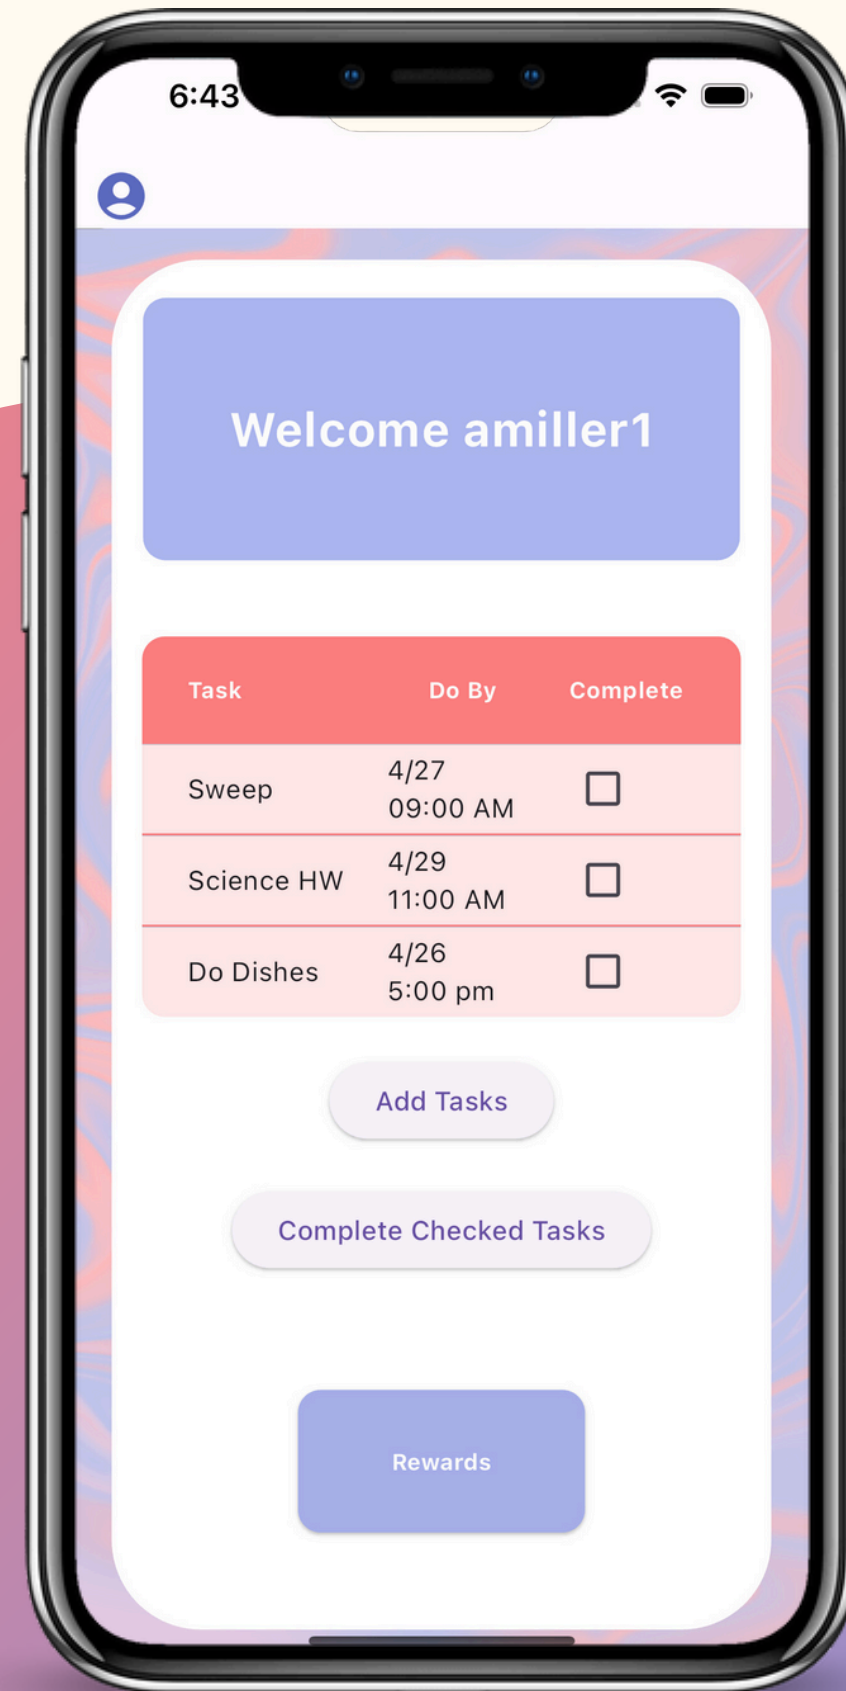 6:43
Welcome amiller1
Task Do By Complete
Sweep
4/27
09:00 AM
Science HW
4/29
11:00 AM
Do Dishes
4/26
5:00 pm
Add Tasks
Complete Checked Tasks
Rewards